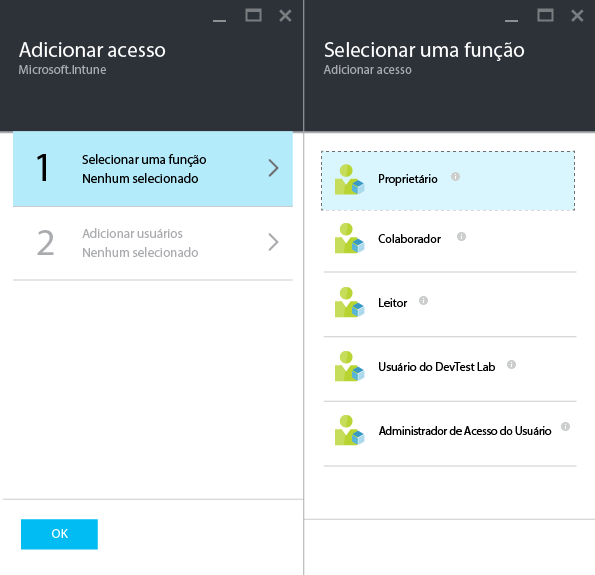 Adicionar acesso
Microsoft.Intune
1
Selecionar uma função
Nenhum selecionado
2
Adicionar usuários
Nenhum selecionado
OK
Selecionar uma função
Adicionar acesso
Proprietário
Colaborador
Leitor
Usuário do DevTest Lab
Administrador de Acesso do Usuário